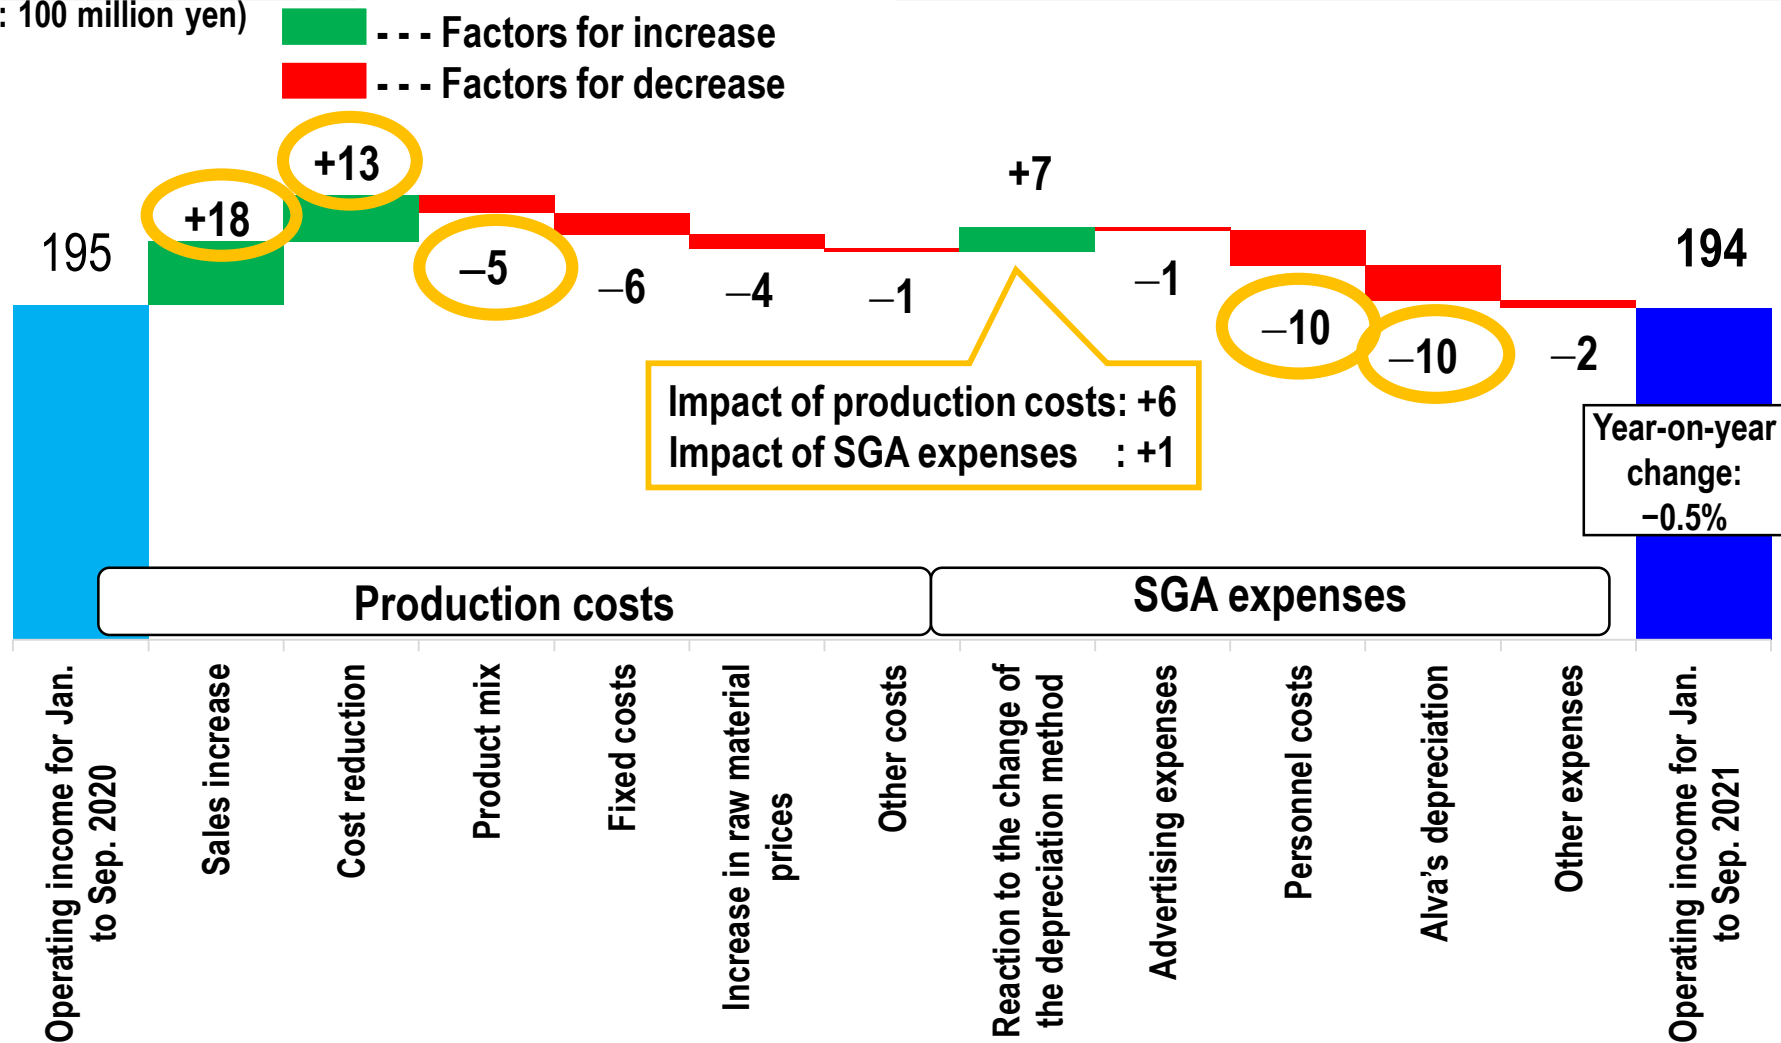 : 100 million yen)
- - - Factors for increase
- - - Factors for decrease
195
+18
+13
–5
–6
–4
–1
+7
–1
–10
–10
–2
194
Impact of production costs: +6
Impact of SGA expenses : +1
Year-on-year
change:
−0.5%
Production costs
SGA expenses
Operating income for Jan.
to Sep. 2020
Sales increase
Cost reduction
Product mix
Fixed costs
Increase in raw material
prices
Other costs
Reaction to the change of
the depreciation method
Advertising expenses
Personnel costs
Alva's depreciation
Other expenses
Operating income for Jan.
to Sep. 2021